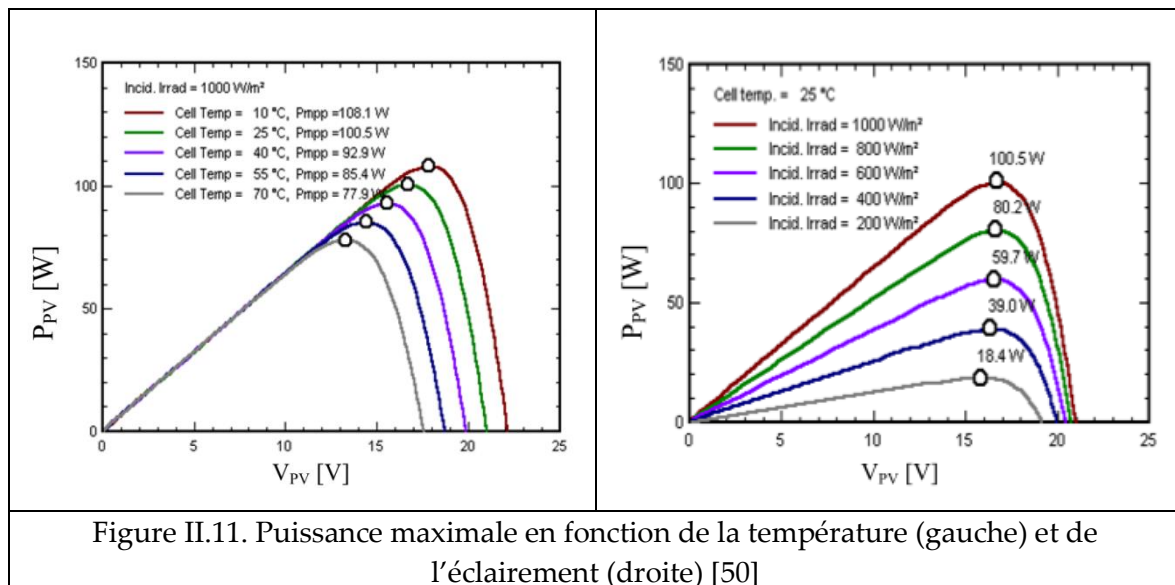 150
100
50
0
Incid. Irrad = 1000 W/m²
Cell Temp = 10 °C, Pmpp =108.1 W
Cell Temp = 25 °C, Pmpp =100.5 W
Cell Temp = 40 °C, Pmpp = 92.9 W
Cell Temp = 55 °C, Pmpp = 85.4 W
Cell Temp = 70 °C, Pmpp = 77.9 W
PPV [W]
0 5 10 15 20 25
VPV [V]
150
100
50
0
Cell temp. = 25 °C
Incid. Irrad = 1000 W/m²
Incid. Irrad = 800 W/m²
Incid. Irrad = 600 W/m²
Incid. Irrad = 400 W/m²
Incid. Irrad = 200 W/m²
100.5 W
80.2 W
59.7 W
39.0 W
18.4 W
PPV [W]
0 5 10 15 20 25
VPV [V]
Figure II.11. Puissance maximale en fonction de la température (gauche) et de
l’éclairement (droite) [50]